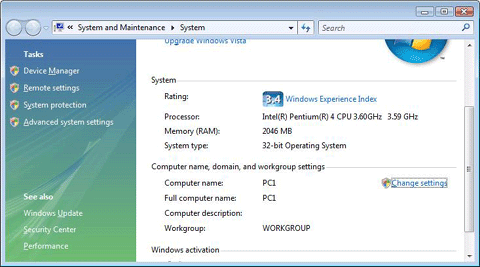 « System and Maintenance ▸ System
Search
Tasks
Device Manager
Remote settings
System protection
Advanced system settings
See also
Windows Update
Security Center
Performance
Upgrade Windows Vista
System
Rating: 3.4 Windows Experience Index
Processor: Intel(R) Pentium(R) 4 CPU 3.60GHz 3.59 GHz
Memory (RAM): 2046 MB
System type: 32-bit Operating System
Computer name, domain, and workgroup settings
Computer name: PC1 Change settings
Full computer name: PC1
Computer description:
Workgroup: WORKGROUP
Windows activation